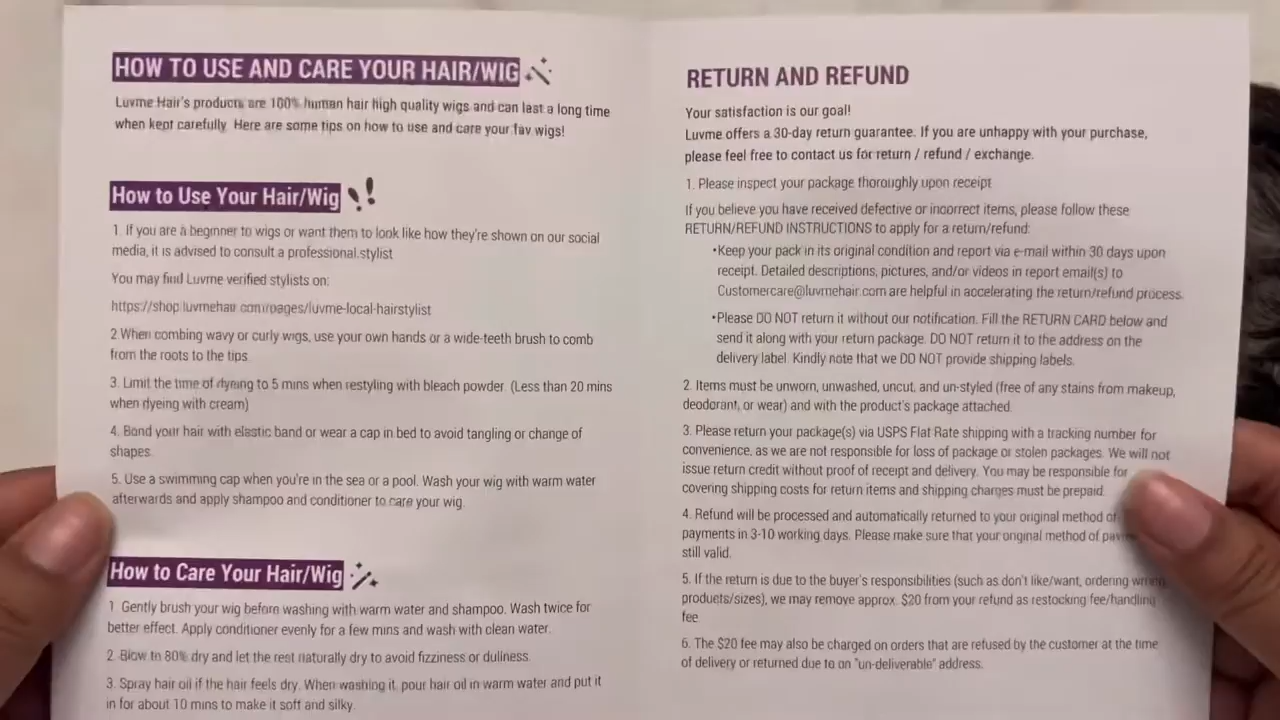 HOW TO USE AND CARE YOUR HAIR/WIG
Luvme Hair's products are 100% human hair high quality wigs and can last a long time
when kept carefully. Here are some tips on how to use and care your fav wigs!
How to Use Your Hair/Wig
1. If you are a beginner to wigs or want them to look like how they're shown on our social
media, it is advised to consult a professional stylist
You may find Luvme verified stylists on:
https://shop.luvmehair.com/pages/luvme-local-hairstylist
2.When combing wavy or curly wigs, use your own hands or a wide-teeth brush to comb
from the roots to the tips
3. Limit the time of dyeing to 5 mins when restyling with bleach powder. (Less than 20 mins
when dyeing with cream)
4. Band your hair with elastic band or wear a cap in bed to avoid tangling or change of
shapes.
5. Use a swimming cap when you're in the sea or a pool. Wash your wig with warm water
afterwards and apply shampoo and conditioner to care your wig.
How to Care Your Hair/Wig
1. Gently brush your wig before washing with warm water and shampoo. Wash twice for
better effect. Apply conditioner evenly for a few mins and wash with clean water.
2. Blow to 80% dry and let the rest naturally dry to avoid fizziness or dullness.
3. Spray hair oil if the hair feels dry. When washing it, pour hair oil in warm water and put it
in for about 10 mins to make it soft and silky.
RETURN AND REFUND
Your satisfaction is our goal!
Luvme offers a 30-day return guarantee. If you are unhappy with your purchase,
please feel free to contact us for return / refund / exchange.
1. Please inspect your package thoroughly upon receipt
If you believe you have received defective or incorrect items, please follow these
RETURN/REFUND INSTRUCTIONS to apply for a return/refund:
•Keep your pack in its original condition and report via e-mail within 30 days upon
receipt. Detailed descriptions, pictures, and/or videos in report email(s) to
Customercare@luvmehair.com are helpful in accelerating the return/refund process.
•Please DO NOT return it without our notification. Fill the RETURN CARD below and
send it along with your return package. DO NOT return it to the address on the
delivery label. Kindly note that we DO NOT provide shipping labels.
2. Items must be unworn, unwashed, uncut, and un-styled (free of any stains from makeup,
deodorant, or wear) and with the product's package attached.
3. Please return your package(s) via USPS Flat Rate shipping with a tracking number for
convenience, as we are not responsible for loss of package or stolen packages. We will not
issue return credit without proof of receipt and delivery. You may be responsible for
covering shipping costs for return items and shipping charges must be prepaid.
4. Refund will be processed and automatically returned to your original method of
payments in 3-10 working days. Please make sure that your original method of
still valid.
5. If the return is due to the buyer's responsibilities (such as don't like/want, ordering wrong
products/sizes), we may remove approx. $20 from your refund as restocking fee/handling
fee
6. The $20 fee may also be charged on orders that are refused by the customer at the time
of delivery or returned due to an "un-deliverable" address.